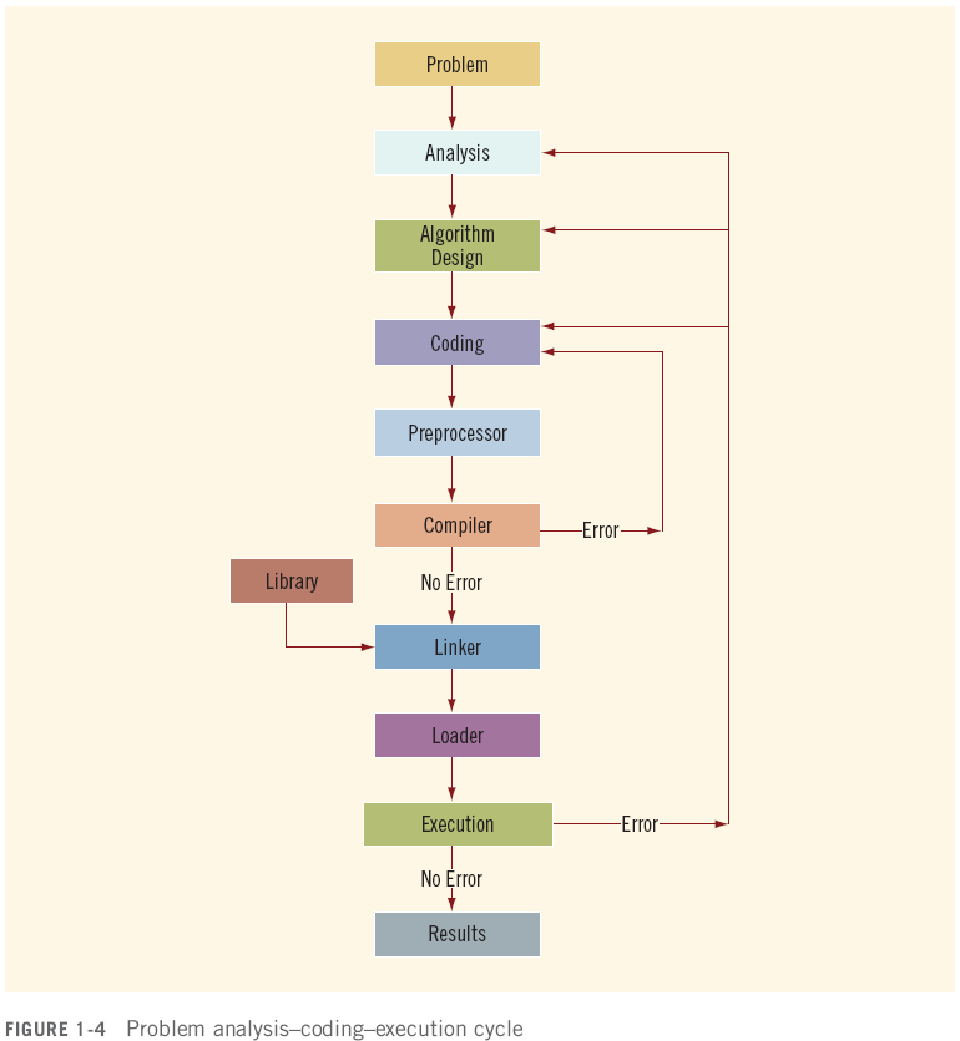 Problem
Analysis
Algorithm
Design
Coding
Preprocessor
Compiler
Error
Library
No Error
Linker
Loader
Execution
Error
No Error
Results
FIGURE 1-4 Problem analysis–coding–execution cycle